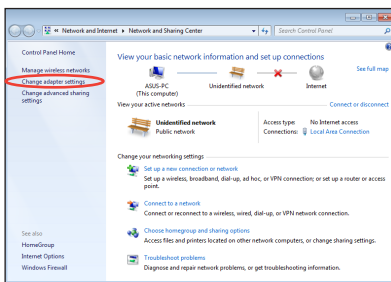 Network and Internet
Network and Sharing Center
Search Control Panel
Control Panel Home
Manage wireless networks
Change adapter settings
Change advanced sharing
settings
View your basic network information and set up connections
See full map
ASUS-PC
(This computer)
Unidentified network
Internet
View your active networks
Connect or disconnect
Unidentified network
Public network
Access type: No Internet access
Connections: Local Area Connection
Change your networking settings
Set up a new connection or network
Set up a wireless, broadband, dial-up, ad hoc, or VPN connection; or set up a router or access
point.
Connect to a network
Connect or reconnect to a wireless, wired, dial-up, or VPN network connection.
Choose homegroup and sharing options
Access files and printers located on other network computers, or change sharing settings.
Troubleshoot problems
Diagnose and repair network problems, or get troubleshooting information.
See also
HomeGroup
Internet Options
Windows Firewall